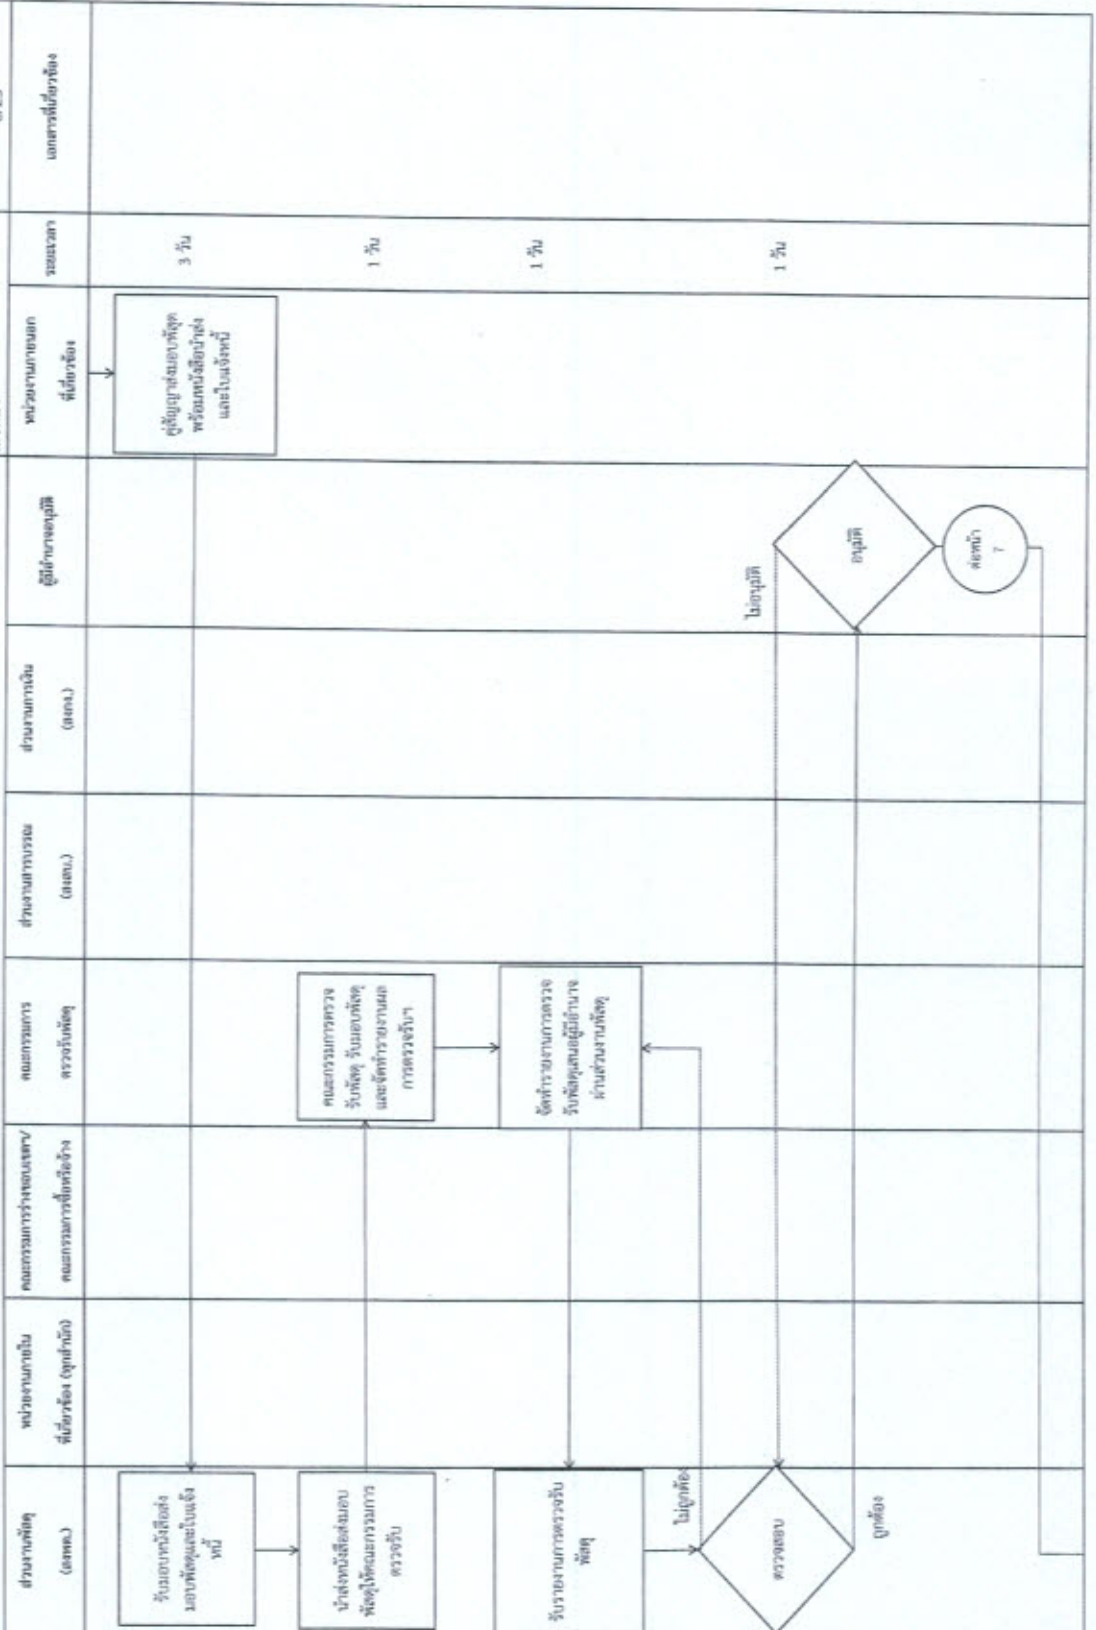 ส่วนงานพัสดุ
(สงพด.)
หน่วยงานภายใน
ที่เกี่ยวข้อง (ทุกสำนัก)
คณะกรรมการร่างขอบเขตฯ/
คณะกรรมการซื้อหรือจ้าง
คณะกรรมการ
ตรวจรับพัสดุ
ส่วนงานสารบรรณ
ส่วนงานการเงิน
(สงกง.)
ผู้มีอำนาจอนุมัติ
หน่วยงานภายนอก
ที่เกี่ยวข้อง
ระยะเวลา
เอกสารที่เกี่ยวข้อง
รับมอบหนังสือส่ง
มอบพัสดุและใบแจ้ง
หนี้
คู่สัญญาส่งมอบพัสดุ
พร้อมหนังสือนำส่ง
และใบแจ้งหนี้
3 วัน
นำส่งหนังสือส่งมอบ
พัสดุให้คณะกรรมการ
ตรวจรับ
คณะกรรมการตรวจ
รับพัสดุ รับมอบพัสดุ
และจัดทำรายงานผล
การตรวจรับฯ
1 วัน
รับรายงานการตรวจรับ
พัสดุ
จัดทำรายงานการตรวจ
รับพัสดุเสนอผู้มีอำนาจ
ผ่านส่วนงานพัสดุ
1 วัน
ไม่ถูกต้อง
ตรวจสอบ
ไม่อนุมัติ
1 วัน
ถูกต้อง
อนุมัติ
ต่อหน้า
7